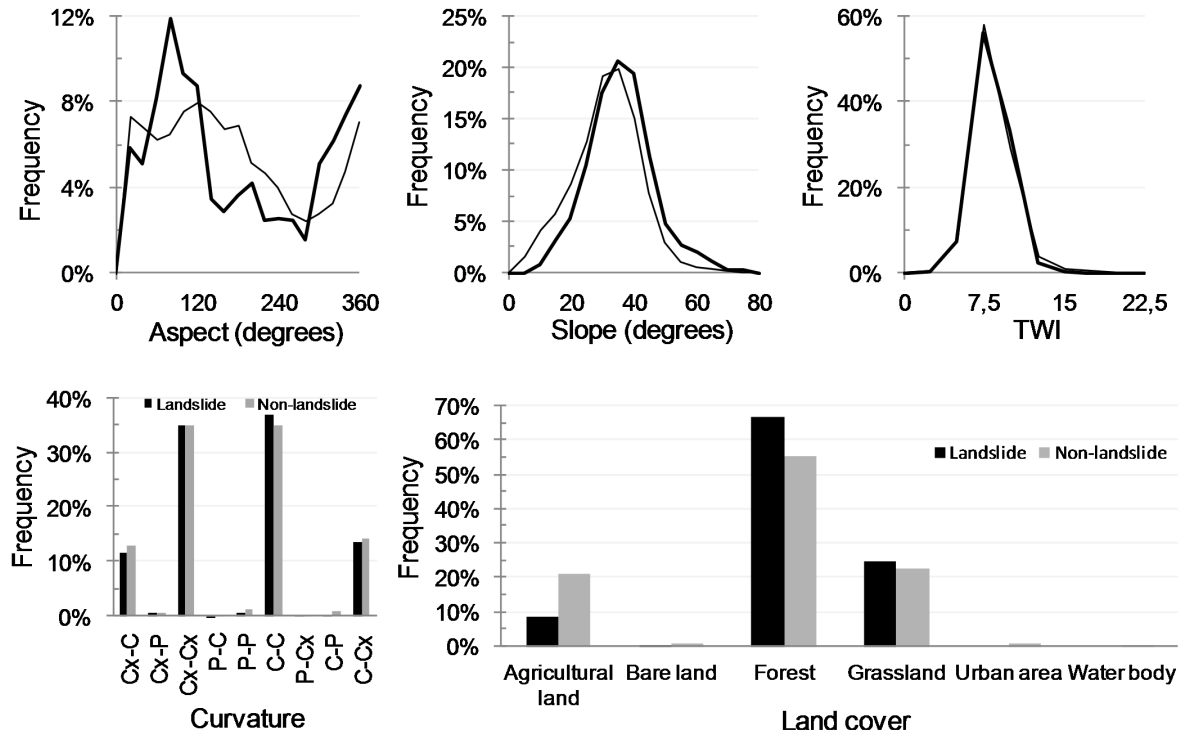 12%
8%
4%
0%
Frequency
0 120 240 360
Aspect (degrees)
25%
20%
15%
10%
5%
0%
Frequency
0 20 40 60 80
Slope (degrees)
60%
40%
20%
0%
Frequency
0 7,5 15 22,5
TWI
40%
30%
20%
10%
0%
Frequency
Landslide Non-landslide
Cx-C
Cx-P
Cx-Cx
P-C
P-P
C-C
P-Cx
C-P
C-Cx
Curvature
70%
60%
50%
40%
30%
20%
10%
0%
Frequency
Landslide Non-landslide
Agricultural Bare land Forest Grassland Urban area Water body
land
Land cover